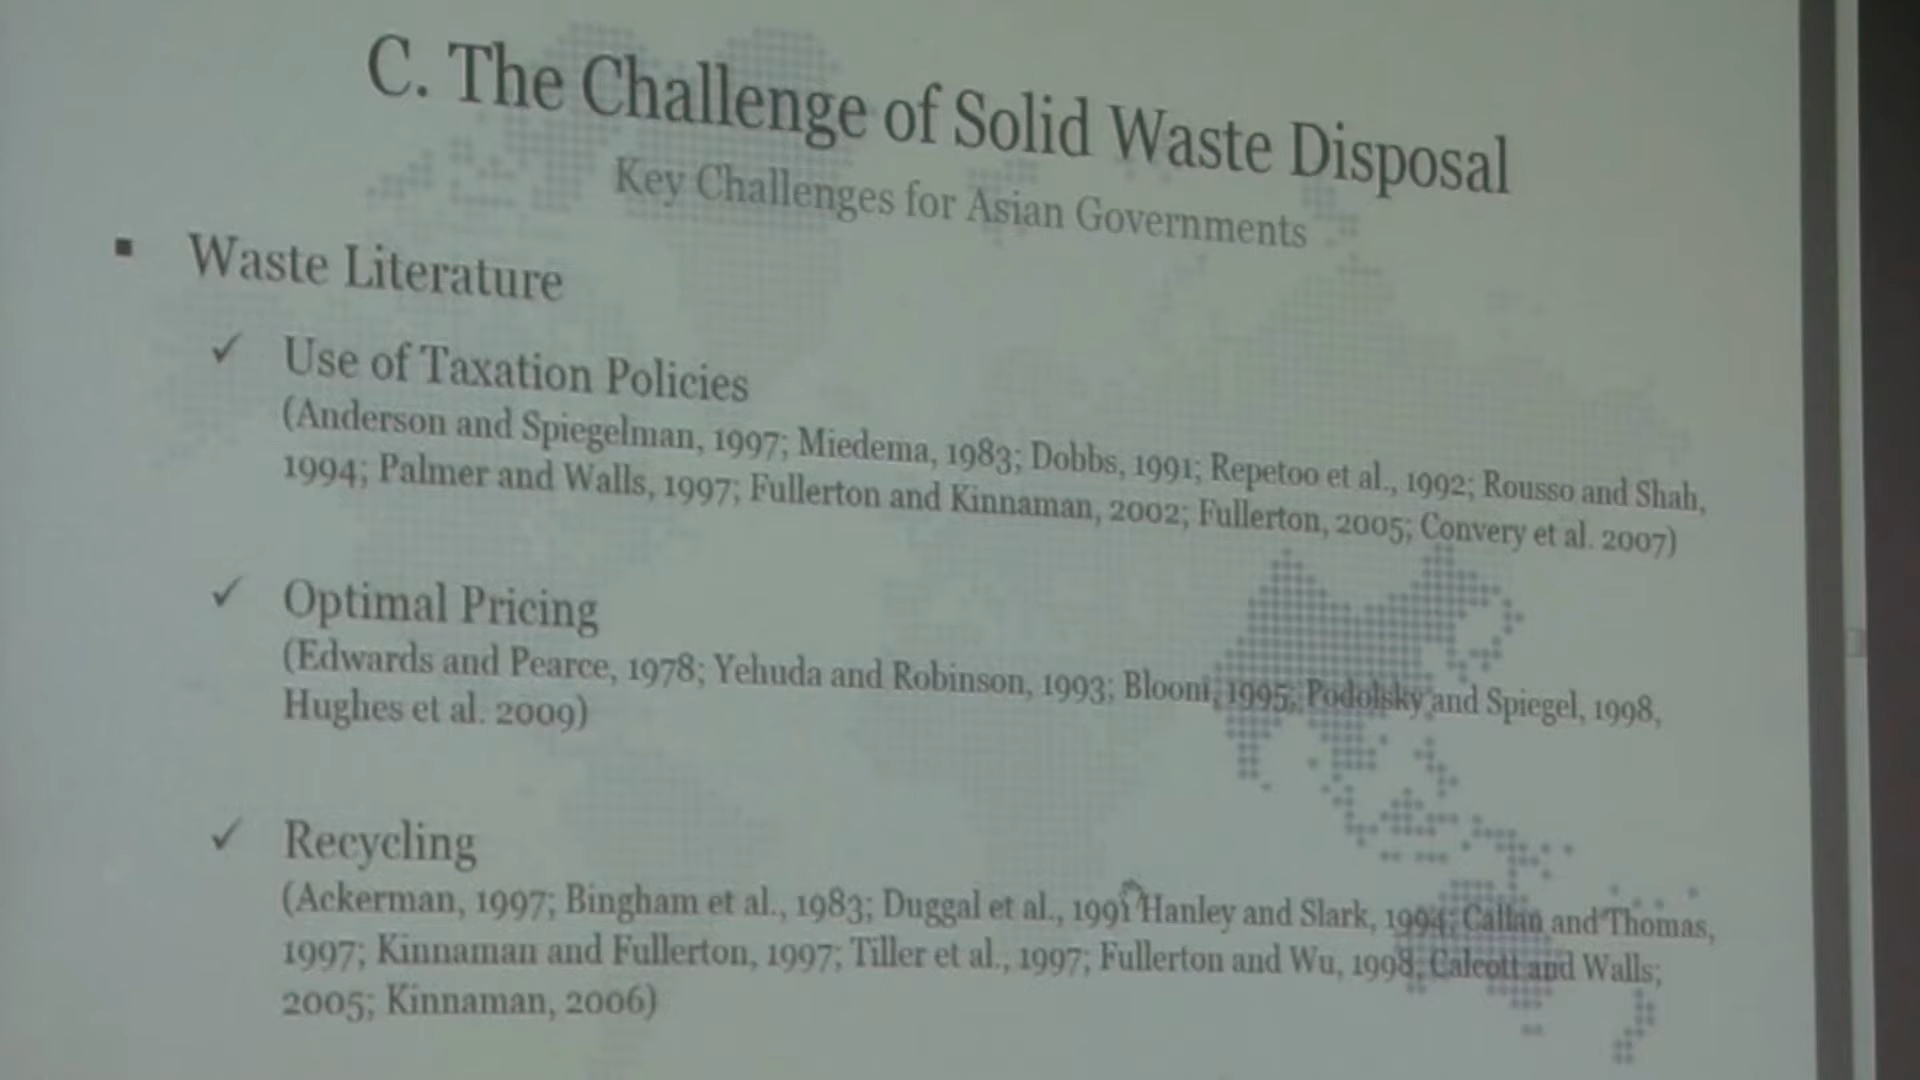 C. The Challenge of Solid Waste Disposal
Key Challenges for Asian Governments
▪ Waste Literature
✓ Use of Taxation Policies
(Anderson and Spiegelman, 1997; Miedema, 1983; Dobbs, 1991; Repetoo et al., 1992; Rousso and Shah,
1994; Palmer and Walls, 1997; Fullerton and Kinnaman, 2002; Fullerton, 2005; Convery et al. 2007)
✓ Optimal Pricing
(Edwards and Pearce, 1978; Yehuda and Robinson, 1993; Bloom, 1995; Podolsky and Spiegel, 1998,
Hughes et al. 2009)
✓ Recycling
(Ackerman, 1997; Bingham et al., 1983; Duggal et al., 1991 Hanley and Slark, 1994; Callan and Thomas,
1997; Kinnaman and Fullerton, 1997; Tiller et al., 1997; Fullerton and Wu, 1998, Calcott and Walls;
2005; Kinnaman, 2006)